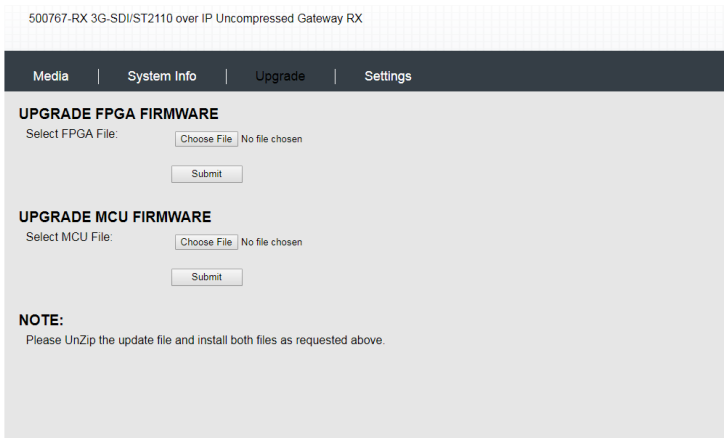 500767-RX 3G-SDI/ST2110 over IP Uncompressed Gateway RX
Media | System Info | Upgrade | Settings
UPGRADE FPGA FIRMWARE
Select FPGA File: Choose File No file chosen
Submit
UPGRADE MCU FIRMWARE
Select MCU File: Choose File No file chosen
Submit
NOTE:
Please UnZip the update file and install both files as requested above.